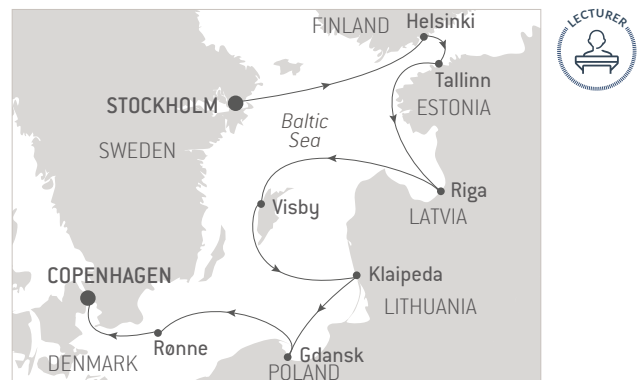 FINLAND
Helsinki
LECTURER
Tallinn
STOCKHOLM
ESTONIA
Baltic
Sea
SWEDEN
Riga
Visby
LATVIA
COPENHAGEN
Klaipeda
LITHUANIA
Rønne
Gdansk
DENMARK
POLAND